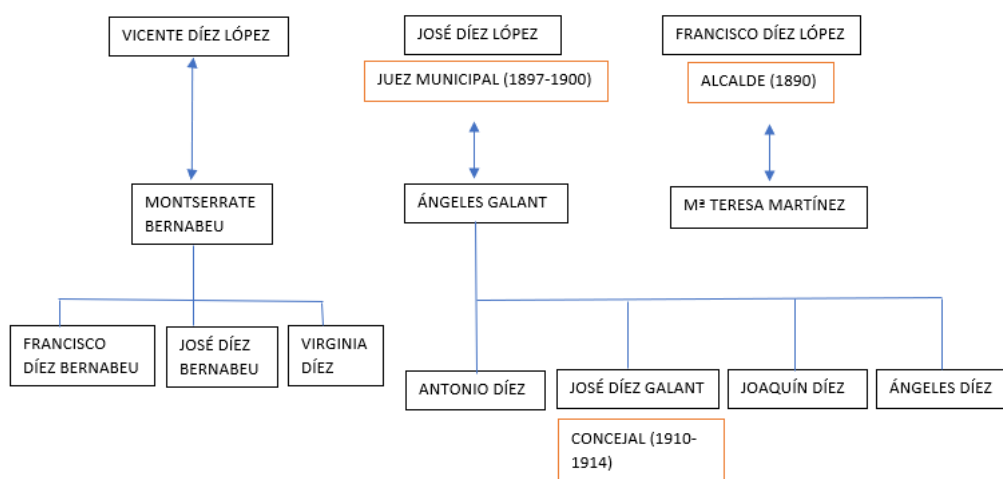 VICENTE DÍEZ LÓPEZ
JOSÉ DÍEZ LÓPEZ
FRANCISCO DÍEZ LÓPEZ
JUEZ MUNICIPAL (1897-1900)
ALCALDE (1890)
MONTSERRATE
BERNABEU
ÁNGELES GALANT
Mª TERESA MARTÍNEZ
FRANCISCO
DÍEZ BERNABEU
JOSÉ DÍEZ
BERNABEU
VIRGINIA
DÍEZ
ANTONIO DÍEZ
JOSÉ DÍEZ GALANT
JOAQUÍN DÍEZ
ÁNGELES DÍEZ
CONCEJAL (1910-
1914)